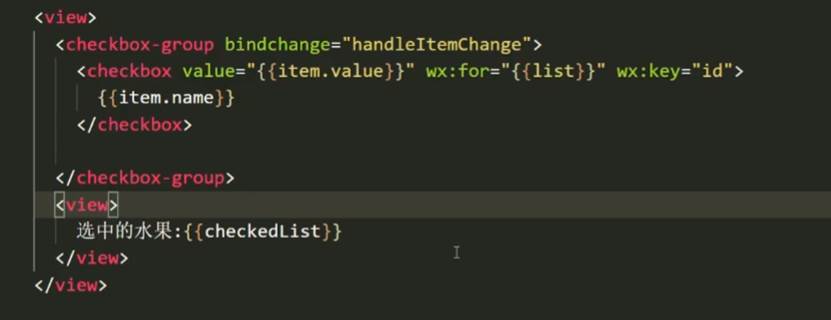 <view>
<checkbox-group bindchange="handleItemChange">
<checkbox value="{{item.value}}" wx:for="{{list}}" wx:key="id">
{{item.name}}
</checkbox>
</checkbox-group>
<view>
选中的水果:{{checkedList}}
</view>
</view>